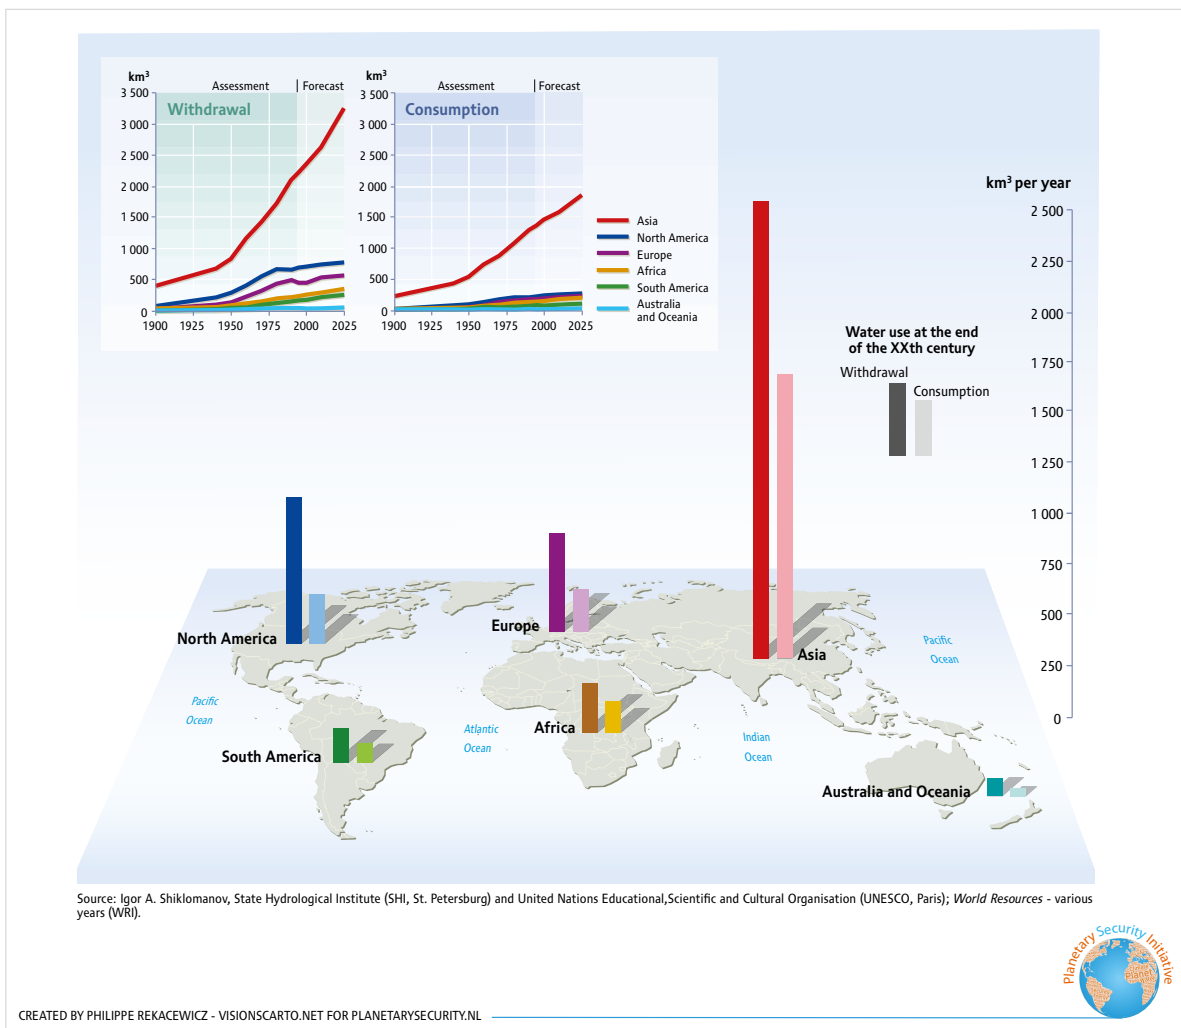 km³
Assessment
Forecast
3 500
Withdrawal
3 000
2 500
2 000
1 500
1 000
500
0
1900
1925
1950
1975
2000
2025
km³
Assessment
Forecast
3 500
Consumption
3 000
2 500
2 000
1 500
1 000
500
0
1900
1925
1950
1975
2000
2025
Asia
North America
Europe
Africa
South America
Australia
and Oceania
km³ per year
2 500
2 250
2 000
1 750
1 500
1 250
1 000
750
500
250
0
Water use at the end
of the XXth century
Withdrawal
Consumption
North America
Europe
Asia
Pacific
Ocean
Pacific
Ocean
South America
Atlantic
Ocean
Africa
Indian
Ocean
Australia and Oceania
Source: Igor A. Shiklomanov, State Hydrological Institute (SHI, St. Petersburg) and United Nations Educational,Scientific and Cultural Organisation (UNESCO, Paris); World Resources - various
years (WRI).
Planetary Security Initiative
Planet
CREATED BY PHILIPPE REKACEWICZ - VISIONSCARTO.NET FOR PLANETARYSECURITY.NL